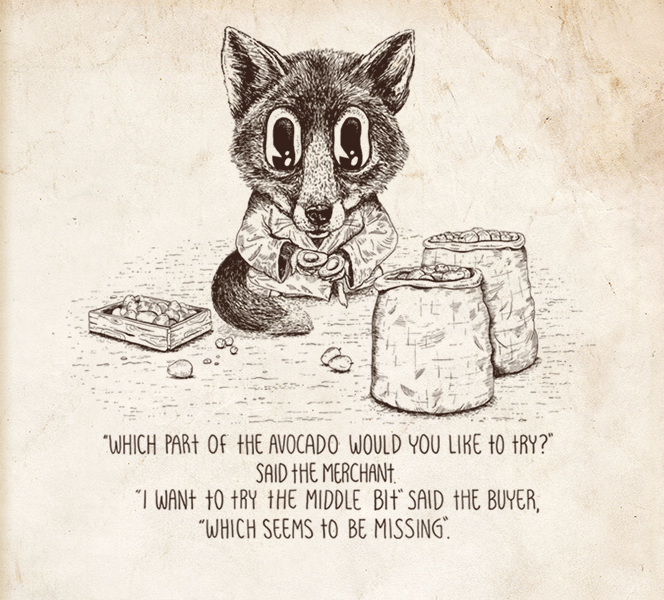 "WHICH PART OF THE AVOCADO WOULD YOU LIKE TO TRY?"
SAID THE MERCHANT.
"I WANT TO TRY THE MIDDLE BIT" SAID THE BUYER,
"WHICH SEEMS TO BE MISSING".